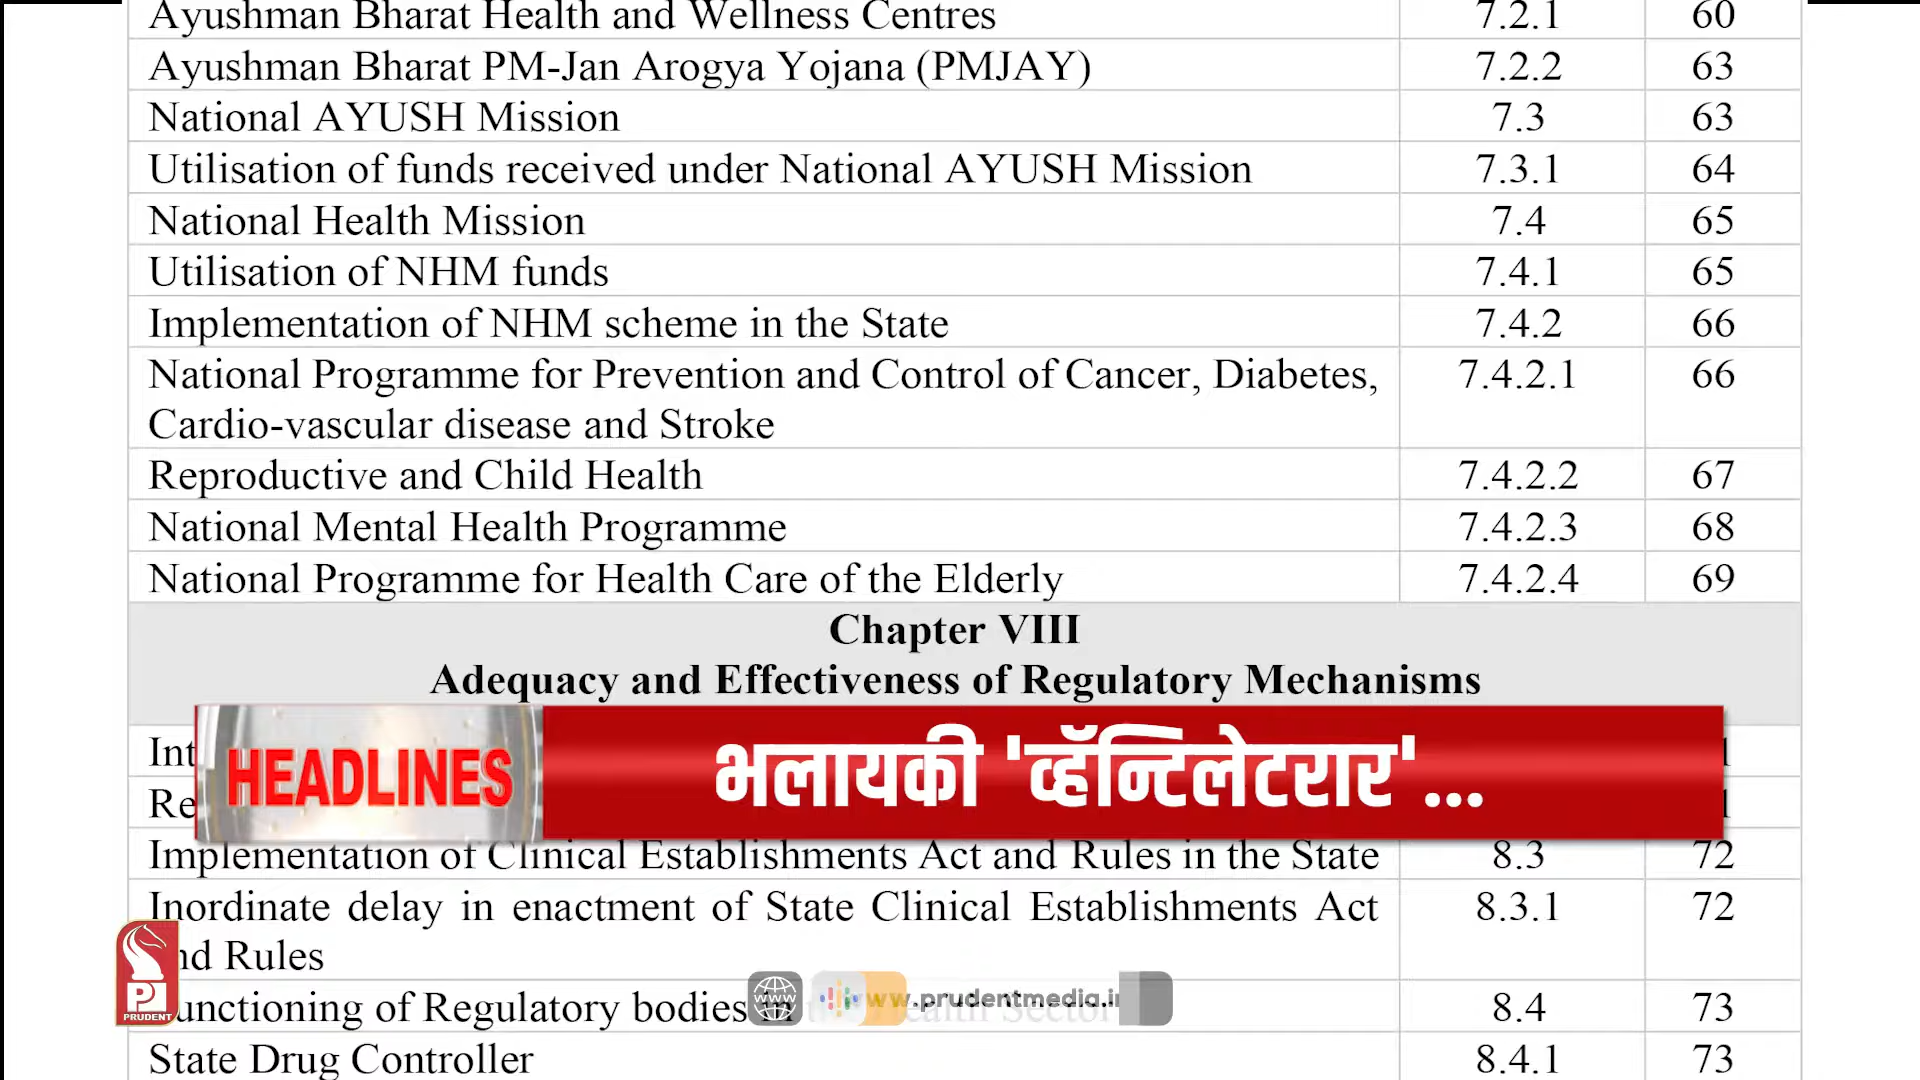 Ayushman Bharat Health and Wellness Centres 7.2.1 60
Ayushman Bharat PM-Jan Arogya Yojana (PMJAY) 7.2.2 63
National AYUSH Mission 7.3 63
Utilisation of funds received under National AYUSH Mission 7.3.1 64
National Health Mission 7.4 65
Utilisation of NHM funds 7.4.1 65
Implementation of NHM scheme in the State 7.4.2 66
National Programme for Prevention and Control of Cancer, Diabetes, 7.4.2.1 66
Cardio-vascular disease and Stroke
Reproductive and Child Health 7.4.2.2 67
National Mental Health Programme 7.4.2.3 68
National Programme for Health Care of the Elderly 7.4.2.4 69
Chapter VIII
Adequacy and Effectiveness of Regulatory Mechanisms
HEADLINES भलायकी 'व्हॅन्टिलेटरार'...
Implementation of Clinical Establishments Act and Rules in the State 8.3 72
Inordinate delay in enactment of State Clinical Establishments Act 8.3.1 72
Rules
Regulatory bodies in 8.4 73
www.prudentmedia.in
PRUDENT
State Drug Controller 8.4.1 73